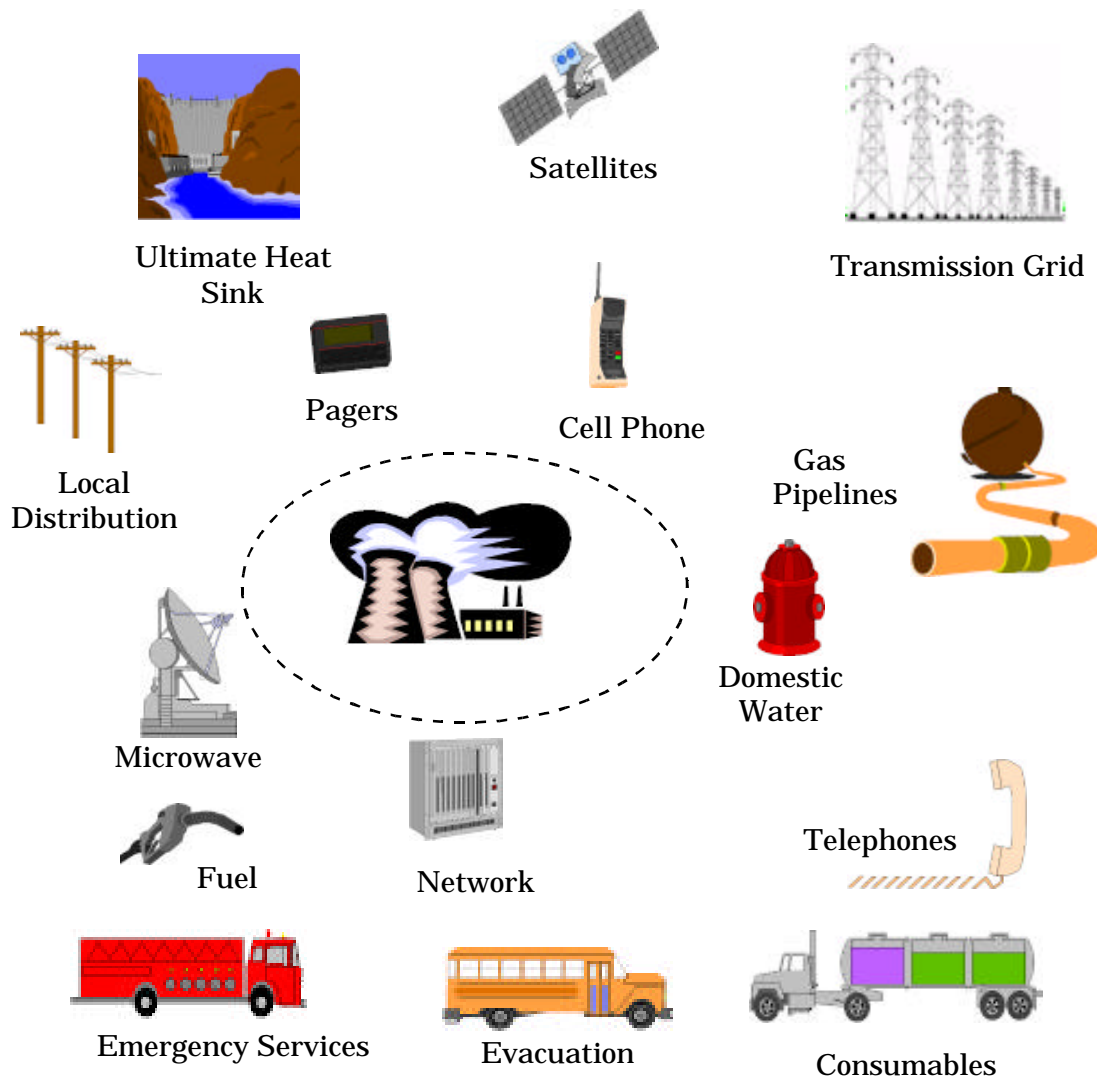 Satellites
Ultimate Heat
Sink
Transmission Grid
Pagers
Cell Phone
Local
Distribution
Gas
Pipelines
Domestic
Water
Microwave
Telephones
Fuel
Network
Emergency Services
Evacuation
Consumables